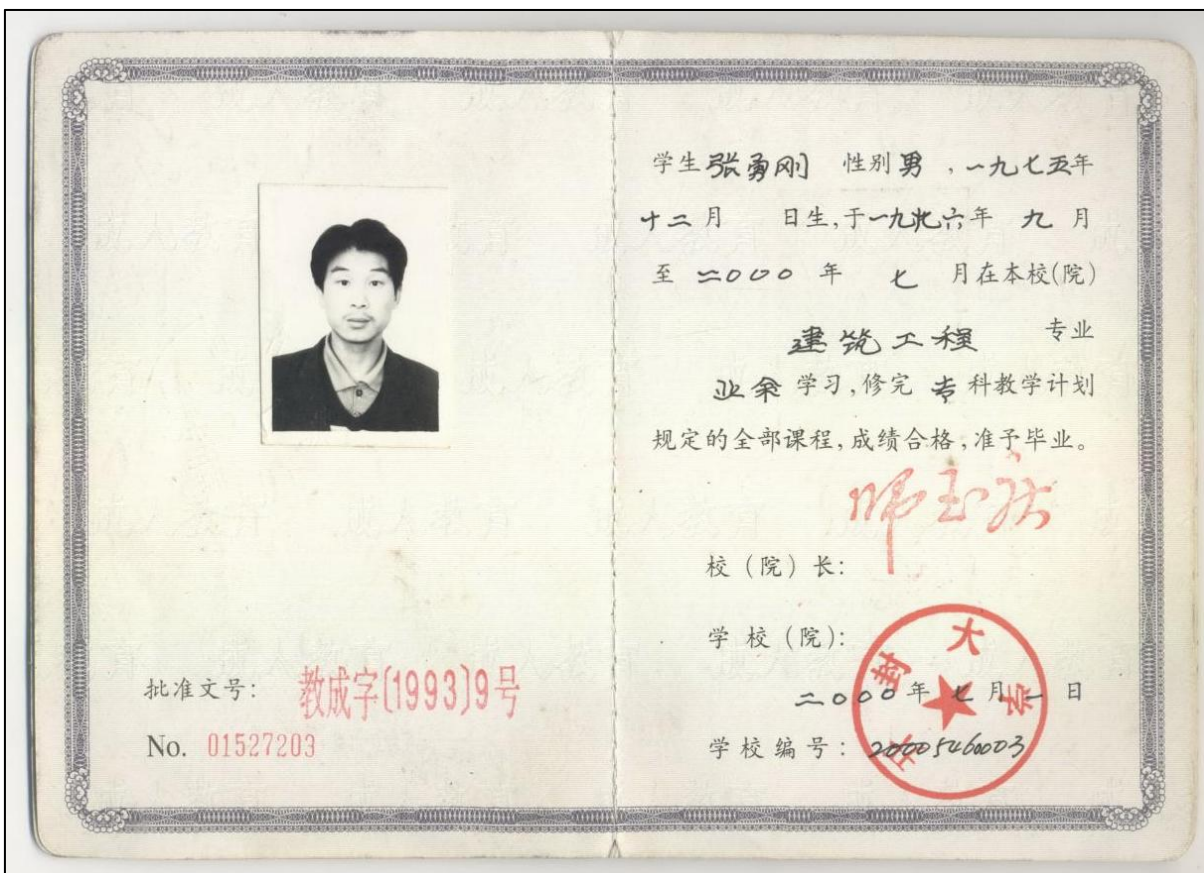 批准文号: 教成字(1993)9号
No. 01527203
学生张勇刚 性别男 ,一九七五年
十二月 日生,于一九九六年 九 月
至 二000 年 七 月在本校(院)
建筑工程 专业
业余 学习,修完 专 科教学计划
规定的全部课程,成绩合格,准予毕业。
校(院)长:
学校(院):
开封大学
二000年 七 月 一 日
学校编号: 20005460003